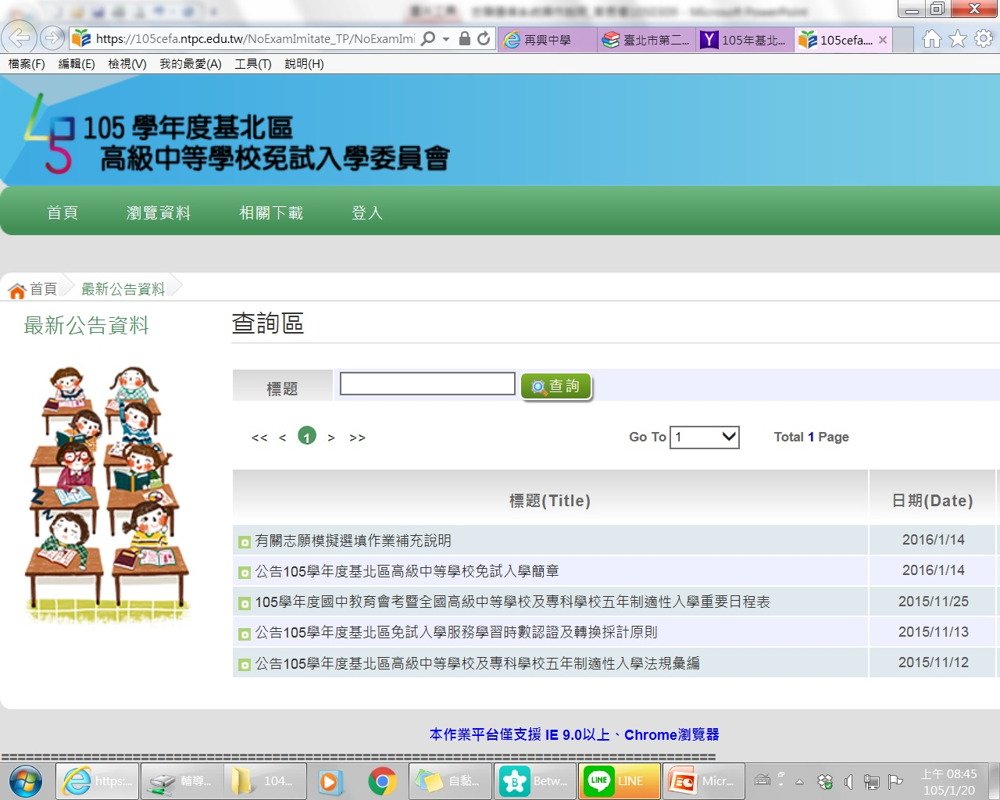 https://105cefa.ntpc.edu.tw/NoExamImitate_TP/NoExamImi
再興中學
臺北市第二...
105年基北...
105cefa....
檔案(F) 編輯(E) 檢視(V) 我的最愛(A) 工具(T) 說明(H)
105 學年度基北區
高級中等學校免試入學委員會
首頁 瀏覽資料 相關下載 登入
首頁 最新公告資料
最新公告資料
查詢區
標題 查詢
<< < 1 > >> Go To 1 Total 1 Page
標題(Title) 日期(Date)
有關志願模擬選填作業補充說明 2016/1/14
公告105學年度基北區高級中等學校免試入學簡章 2016/1/14
105學年度國中教育會考暨全國高級中等學校及專科學校五年制適性入學重要日程表 2015/11/25
公告105學年度基北區免試入學服務學習時數認證及轉換採計原則 2015/11/13
公告105學年度基北區高級中等學校及專科學校五年制適性入學法規彙編 2015/11/12
本作業平台僅支援 IE 9.0以上、Chrome瀏覽器
https:... 輔導... 104... 自黏... Betw... LINE LINE Micr...
上午 08:45
105/1/20